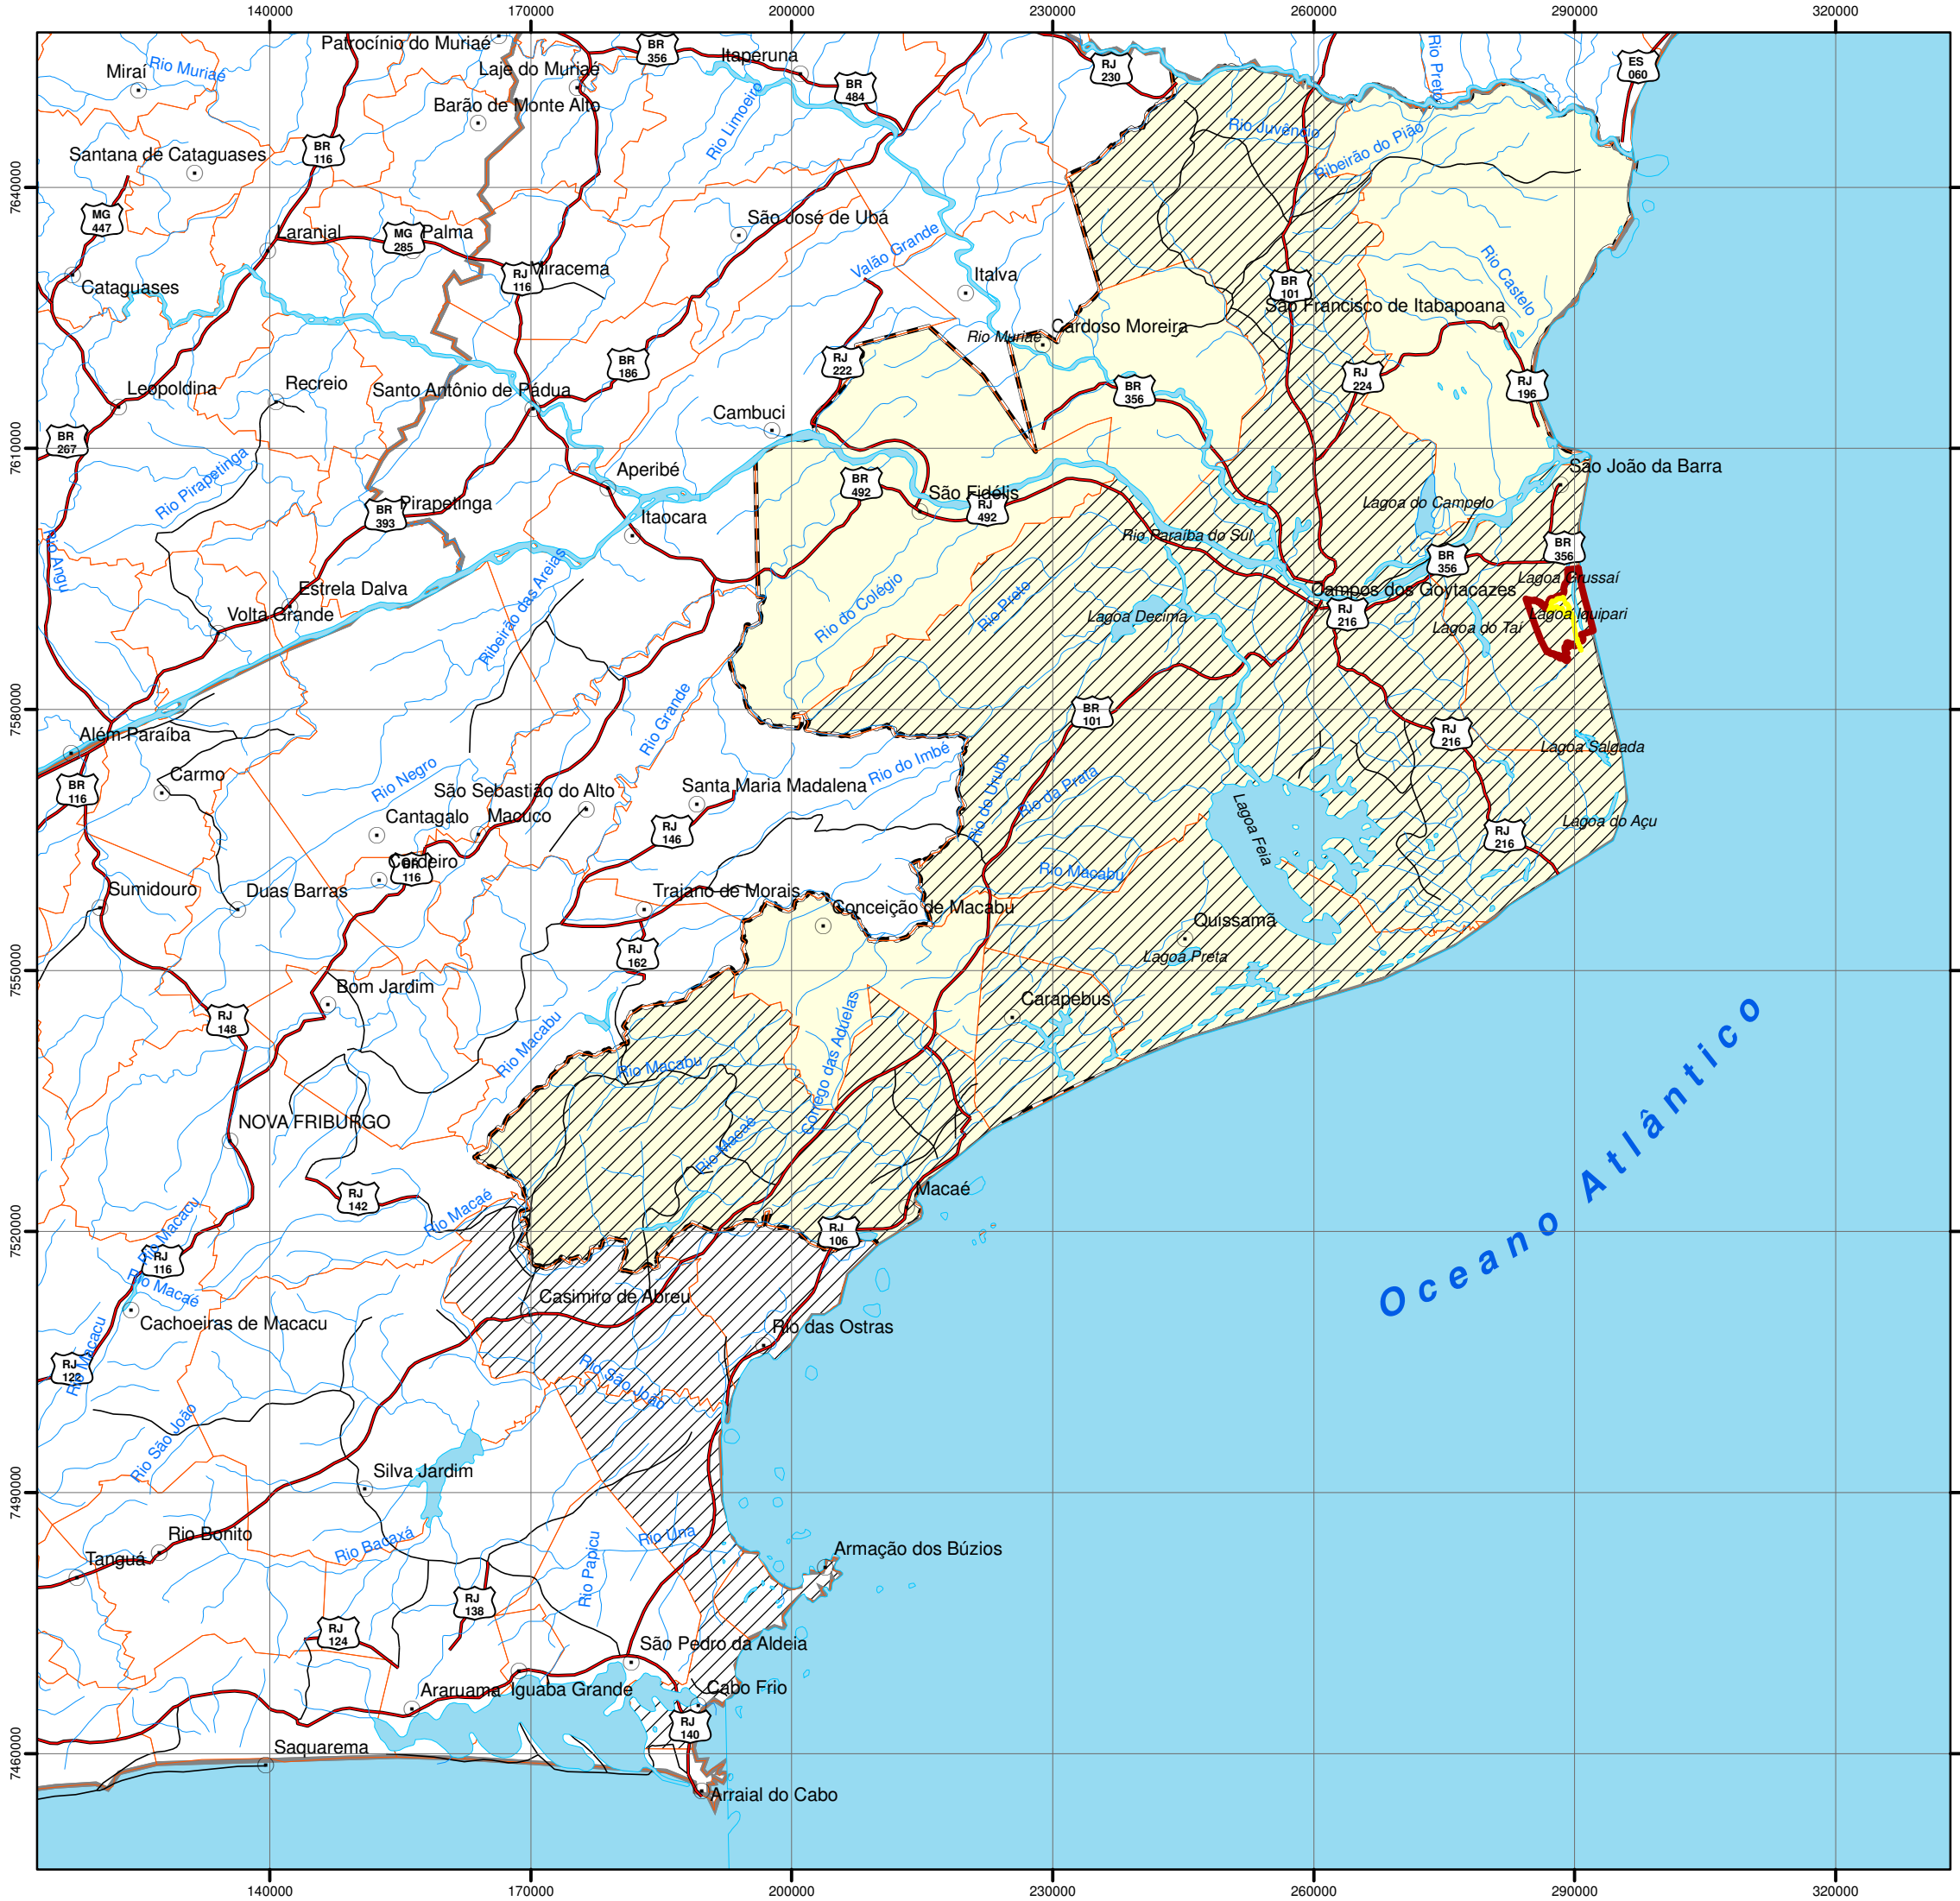 140000
170000
200000
230000
260000
290000
320000
Patrocínio do Muriaé
BR
356
Itaperuna
RJ
230
Rio Preto
ES
060
Miraí
Rio Muriaé
Laje do Muriaé
BR
484
Barão de Monte Alto
Rio Limoeiro
Rio Juvêncio
Ribeirão do Pião
Santana de Cataguases
BR
116
7640000
MG
447
Laranjal
MG
285
Palma
São José de Ubá
Valão Grande
RJ
116
Miracema
Italva
Rio Castelo
Cataguases
BR
101
São Francisco de Itabapoana
Rio Muriaé
Cardoso Moreira
RJ
222
BR
186
Leopoldina
Recreio
Santo Antônio de Pádua
BR
356
RJ
224
RJ
196
Cambuci
BR
267
7610000
Rio Pirapetinga
Aperibé
São João da Barra
BR
492
São Fidélis
RJ
492
Lagoa do Campelo
BR
393
Pirapetinga
Itaocara
Rio Paraíba do Sul
BR
356
BR
356
Rio Angu
Ribeirão das Areias
Lagoa Grussaí
Estrela Dalva
Rio do Colégio
Rio Preto
Campos dos Goytacazes
Volta Grande
Lagoa Decima
RJ
216
Lagoa do Taí
Lagoa Iquipari
7580000
Rio Grande
BR
101
RJ
216
Além Paraíba
Lagoa Salgada
Rio do Imbé
Carmo
Rio Negro
BR
116
São Sebastião do Alto
Santa Maria Madalena
Rio do Urubu
Rio da Prata
Cantagalo
Macuco
RJ
146
Lagoa Feia
Lagoa do Açu
RJ
216
Cordeiro
BR
116
Rio Macabu
Sumidouro
Duas Barras
Trajano de Morais
Conceição de Macabu
Quissamã
RJ
162
Lagoa Preta
7550000
Bom Jardim
Carapebus
RJ
148
Rio Macabu
Rio Macabu
Córrego das Aduelas
NOVA FRIBURGO
Rio Macaé
Oceano Atlântico
RJ
142
Rio Macaé
Macaé
7520000
Rio Macacu
RJ
116
RJ
106
Rio Macaé
Casimiro de Abreu
Cachoeiras de Macacu
Rio das Ostras
Rio Macacu
RJ
122
Rio São João
Rio São João
Silva Jardim
7490000
Rio Bonito
Rio Bacaxá
Rio Una
Tanguá
Rio Papicu
Armação dos Búzios
RJ
138
RJ
124
São Pedro da Aldeia
Araruama
Iguaba Grande
Cabo Frio
RJ
140
Saquarema
7460000
Arraial do Cabo
140000
170000
200000
230000
260000
290000
320000